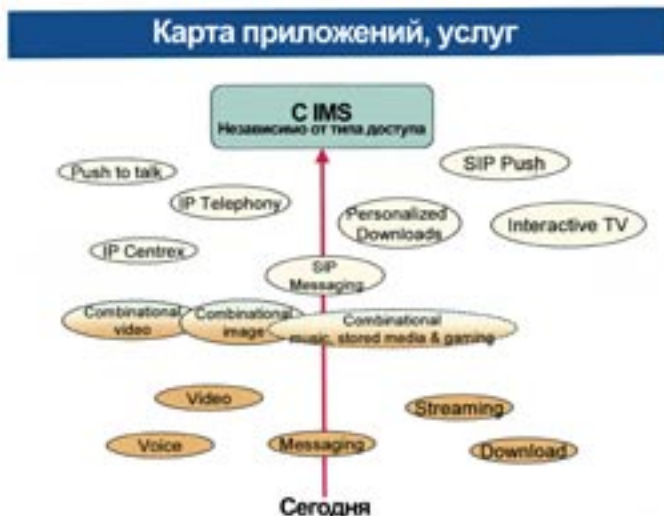 Карта приложений, услуг
С IMS
Независимо от типа доступа
Push to talk
SIP Push
IP Telephony
Personalized
Downloads
Interactive TV
IP Centrex
SIP
Messaging
Combinational
video
Combinational
image
Combinational
music, stored media & gaming
Video
Streaming
Voice
Messaging
Download
Сегодня